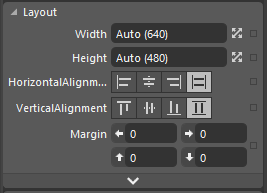 Layout
Width Auto (640)
Height Auto (480)
HorizontalAlignm...
VerticalAlignment
Margin 0 0
0 0